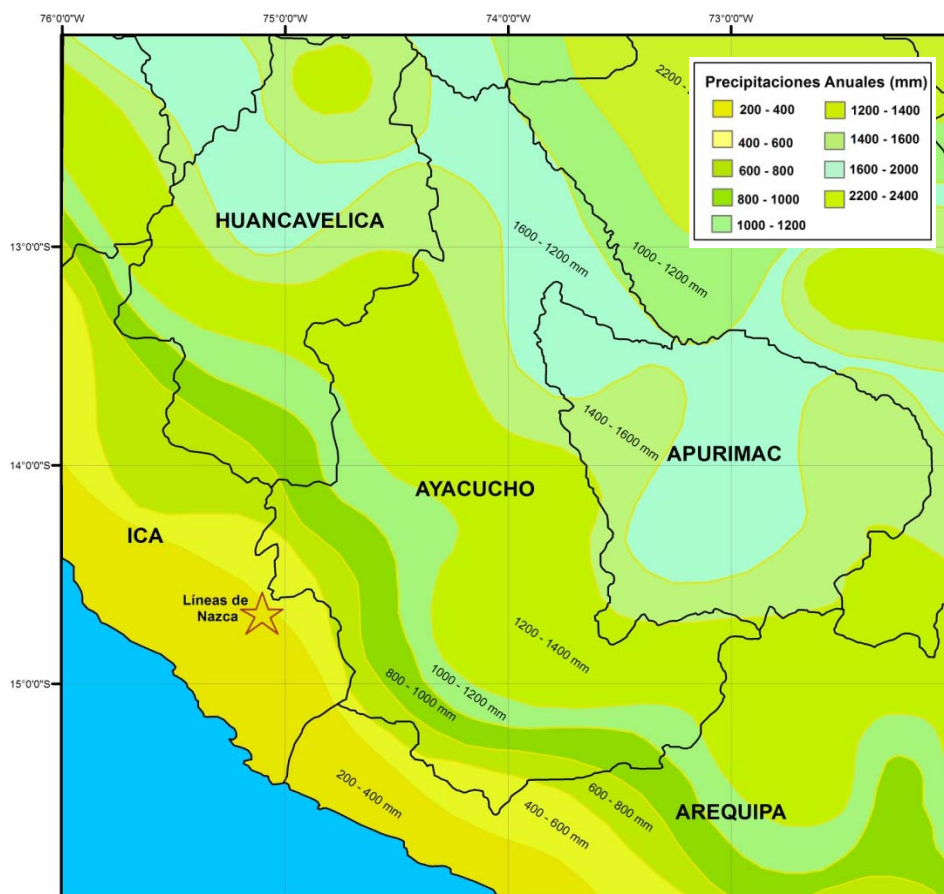 76°0'0"W
75°0'0"W
74°0'0"W
73°0'0"W
Precipitaciones Anuales (mm)
200 - 400
400 - 600
600 - 800
800 - 1000
1000 - 1200
1200 - 1400
1400 - 1600
1600 - 2000
2200 - 2400
2200 -
HUANCAVELICA
13°0'0"S
1600 - 1200 mm
1000 - 1200 mm
1400 - 1600 mm
APURIMAC
14°0'0"S
AYACUCHO
ICA
Líneas de
Nazca
1200 - 1400 mm
15°0'0"S
800 - 1000 mm
1000 - 1200 mm
200 - 400 mm
400 - 600 mm
600 - 800 mm
AREQUIPA